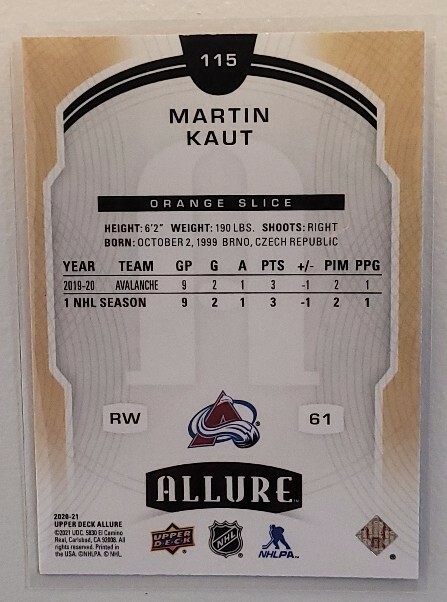 115
MARTIN
KAUT
ORANGE SLICE
HEIGHT: 6'2" WEIGHT: 190 LBS. SHOOTS: RIGHT
BORN: OCTOBER 2, 1999 BRNO, CZECH REPUBLIC
YEAR TEAM GP G A PTS +/- PIM PPG
2019-20 AVALANCHE 9 2 1 3 -1 2 1
1 NHL SEASON 9 2 1 3 -1 2 1
RW 61
ALLURE™
2020-21
UPPER DECK ALLURE
©2021 UDC. 5830 El Camino
Real, Carlsbad, CA 92008. All
rights reserved. Printed in
the USA. ©NHLPA. © NHL.
UPPER DECK
NHL
NHLPA™
®